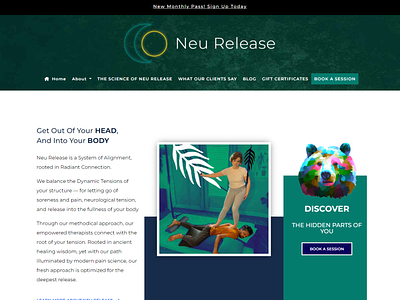 New Monthly Pass! Sign Up Today
Neu Release
Home About THE SCIENCE OF NEU RELEASE WHAT OUR CLIENTS SAY BLOG GIFT CERTIFICATES BOOK A SESSION
Get Out Of Your HEAD,
And Into Your BODY
Neu Release is a System of Alignment,
rooted in Radiant Connection.
We balance the Dynamic Tensions of
your structure — for letting go of
soreness and pain, neurological tension,
and release into the fullness of your body
Through our methodical approach, our
empowered therapists connect with the
root of your tension. Rooted in ancient
healing wisdom, yet with our path
illuminated by modern pain science, our
fresh approach is optimized for the
deepest release.
DISCOVER
THE HIDDEN PARTS OF
YOU
BOOK A SESSION